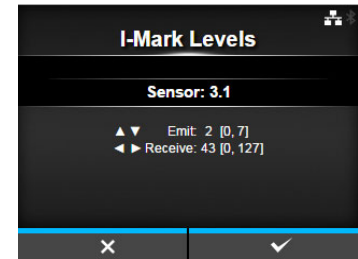 I-Mark Levels
Sensor: 3.1
▲ ▼ Emit: 2 [0, 7]
◄ ► Receive: 43 [0, 127]